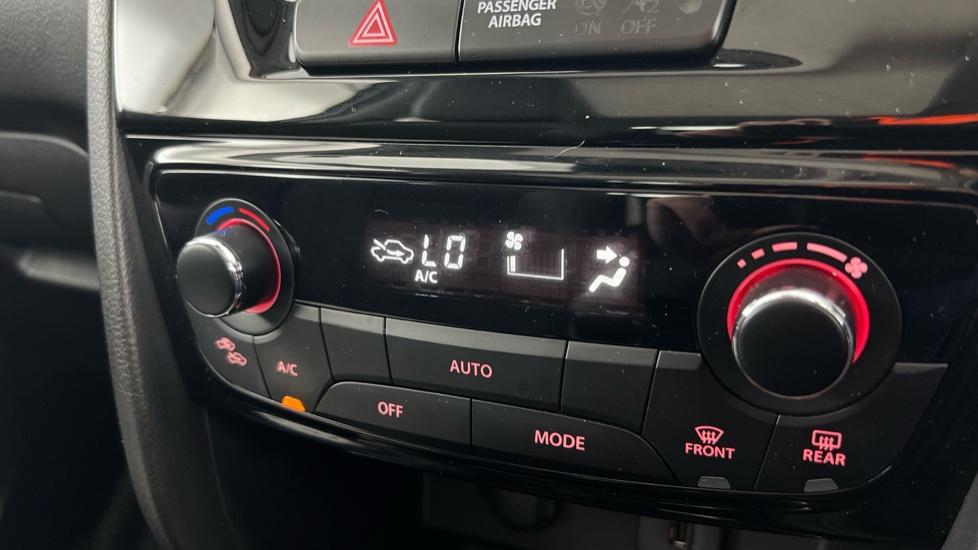 PASSENGER
AIRBAG
ON OFF
LO
A/C
A/C
AUTO
OFF
MODE
FRONT
REAR